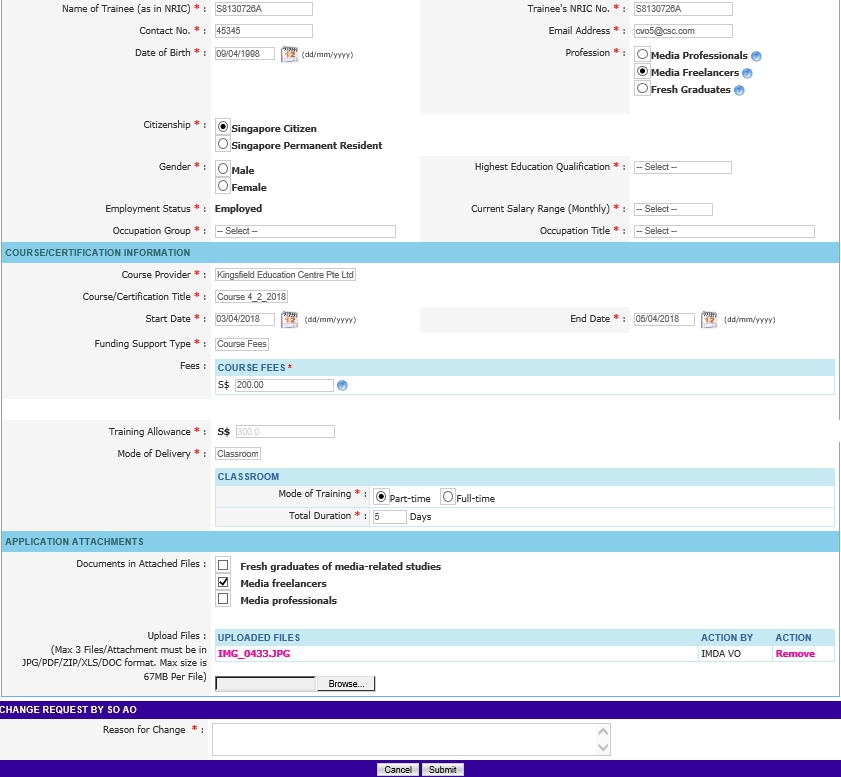 Name of Trainee (as in NRIC) * : S8130726A Trainee's NRIC No. * : S8130726A
Contact No. * : 45345 Email Address * : cvo5@csc.com
Date of Birth * : 09/04/1998 12 (dd/mm/yyyy) Profession * : Media Professionals
Media Freelancers
Fresh Graduates
Citizenship * : Singapore Citizen
Singapore Permanent Resident
Gender * : Male Highest Education Qualification * : -- Select --
Female
Employment Status * : Employed Current Salary Range (Monthly) * : -- Select --
Occupation Group * : -- Select -- Occupation Title * : -- Select --
COURSE/CERTIFICATION INFORMATION
Course Provider * : Kingsfield Education Centre Pte Ltd
Course/Certification Title * : Course 4_2_2018
Start Date * : 03/04/2018 12 (dd/mm/yyyy) End Date * : 05/04/2018 12 (dd/mm/yyyy)
Funding Support Type * : Course Fees
Fees : COURSE FEES *
S$ 200.00
Training Allowance * : S$ 300.0
Mode of Delivery * : Classroom
CLASSROOM
Mode of Training * : Part-time Full-time
Total Duration * : 5 Days
APPLICATION ATTACHMENTS
Documents in Attached Files : Fresh graduates of media-related studies
Media freelancers
Media professionals
Upload Files : UPLOADED FILES ACTION BY ACTION
(Max 3 Files/Attachment must be in IMG_0433.JPG IMDA VO Remove
JPG/PDF/ZIP/XLS/DOC format. Max size is
67MB Per File) Browse...
CHANGE REQUEST BY SO AO
Reason for Change * :
Cancel Submit